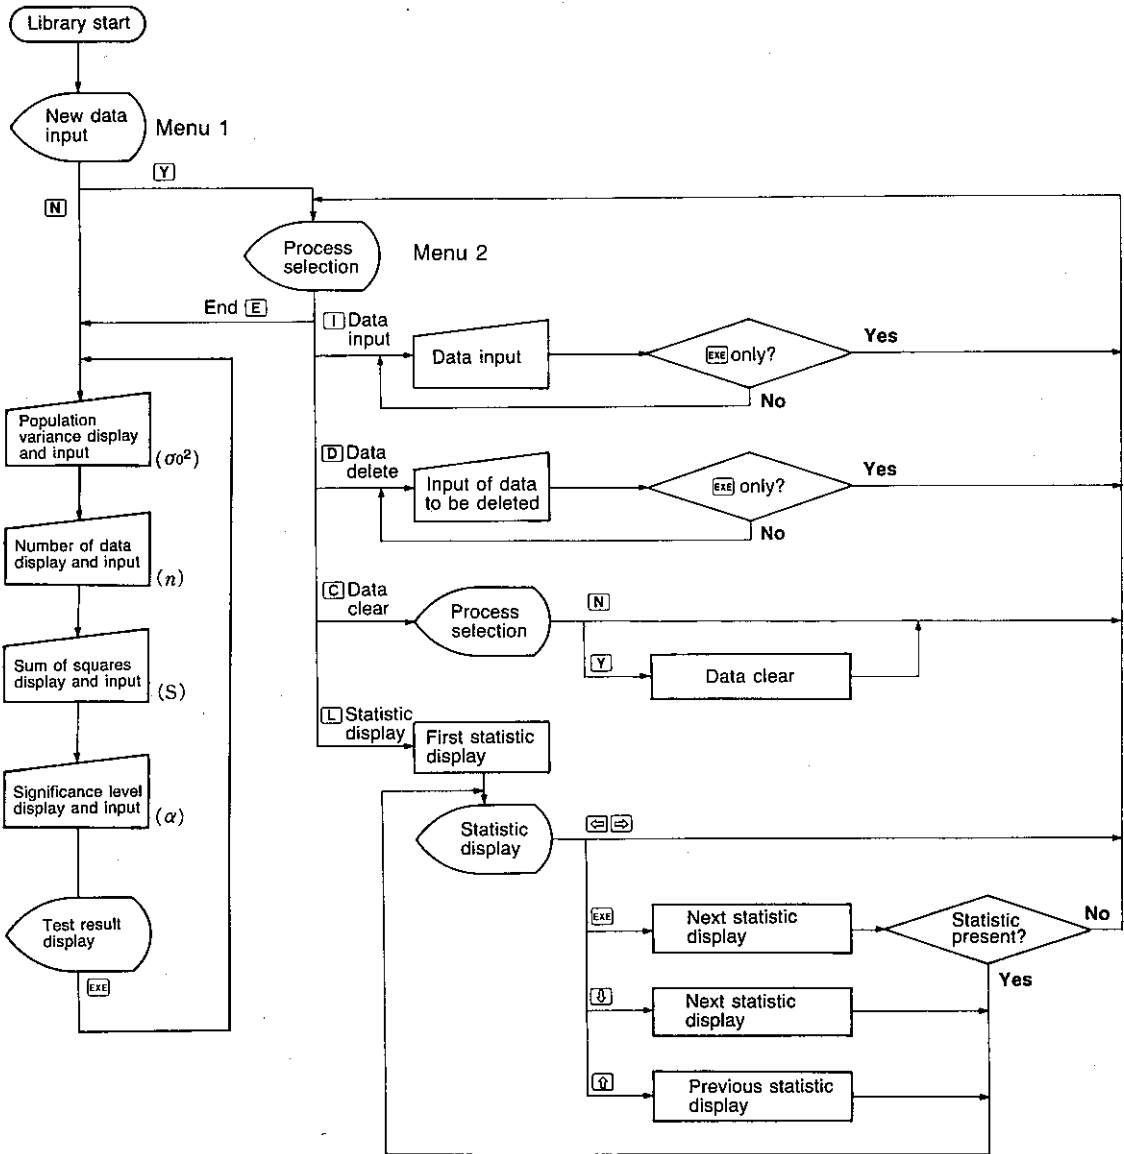 Library start
New data
input
Menu 1
Y
N
Process
selection
Menu 2
End E
I Data
input
Data input
EXE only?
Yes
No
Population
variance display
and input
(σ0²)
D Data
delete
Input of data
to be deleted
EXE only?
Yes
No
Number of data
display and input
(n)
C Data
clear
Process
selection
N
Y
Data clear
Sum of squares
display and input
(S)
L Statistic
display
First statistic
display
Significance level
display and input
(α)
Statistic
display
⇦ ⇨
Test result
display
EXE
EXE
Next statistic
display
Statistic
present?
No
Yes
⇩
Next statistic
display
⇧
Previous statistic
display